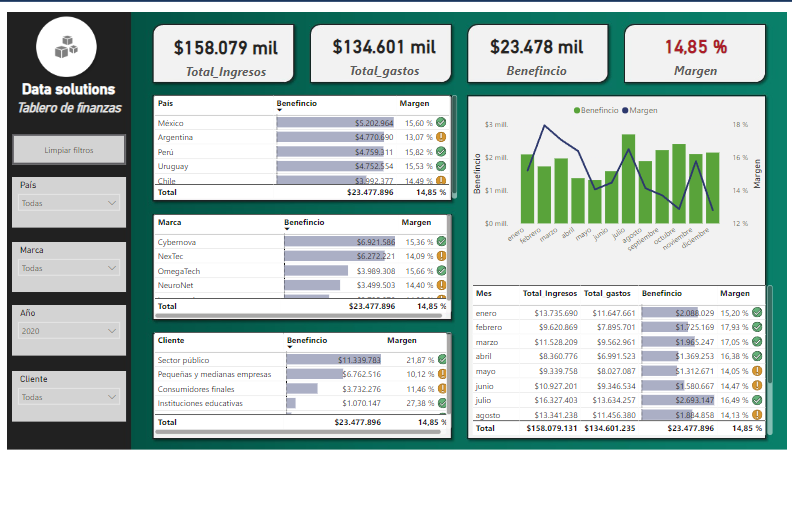 Data solutions
Tablero de finanzas
Limpiar filtros
País
Todas
Marca
Todas
Año
2020
Cliente
Todas
$158.079 mil
Total_Ingresos
$134.601 mil
Total_gastos
$23.478 mil
Benefincio
14,85 %
Margen
País Benefincio Margen
México $5.202.964 15,60 %
Argentina $4.770.690 13,07 %
Perú $4.759.311 15,82 %
Uruguay $4.752.554 15,53 %
Chile $3.992.377 14,49 %
Total $23.477.896 14,85 %
Marca Benefincio Margen
Cybernova $6.921.586 15,36 %
NexTec $6.272.221 14,09 %
OmegaTech $3.989.308 15,66 %
NeuroNet $3.499.503 14,40 %
Total $23.477.896 14,85 %
Cliente Benefincio Margen
Sector público $11.339.783 21,87 %
Pequeñas y medianas empresas $6.762.516 10,12 %
Consumidores finales $3.732.276 11,46 %
Instituciones educativas $1.070.147 27,38 %
Total $23.477.896 14,85 %
Benefincio Margen
$3 mill. 18 %
$2 mill. 16 %
$1 mill. 14 %
$0 mill. 12 %
Benefincio
Margen
enero febrero marzo abril mayo junio julio agosto septiembre octubre noviembre diciembre
Mes Total_Ingresos Total_gastos Benefincio Margen
enero $13.735.690 $11.647.661 $2.088.029 15,20 %
febrero $9.620.869 $7.895.701 $1.725.169 17,93 %
marzo $11.528.209 $9.562.961 $1.965.247 17,05 %
abril $8.360.776 $6.991.523 $1.369.253 16,38 %
mayo $9.339.758 $8.027.087 $1.312.671 14,05 %
junio $10.927.201 $9.346.534 $1.580.667 14,47 %
julio $16.327.403 $13.634.257 $2.693.147 16,49 %
agosto $13.341.238 $11.456.380 $1.884.858 14,13 %
Total $158.079.131 $134.601.235 $23.477.896 14,85 %